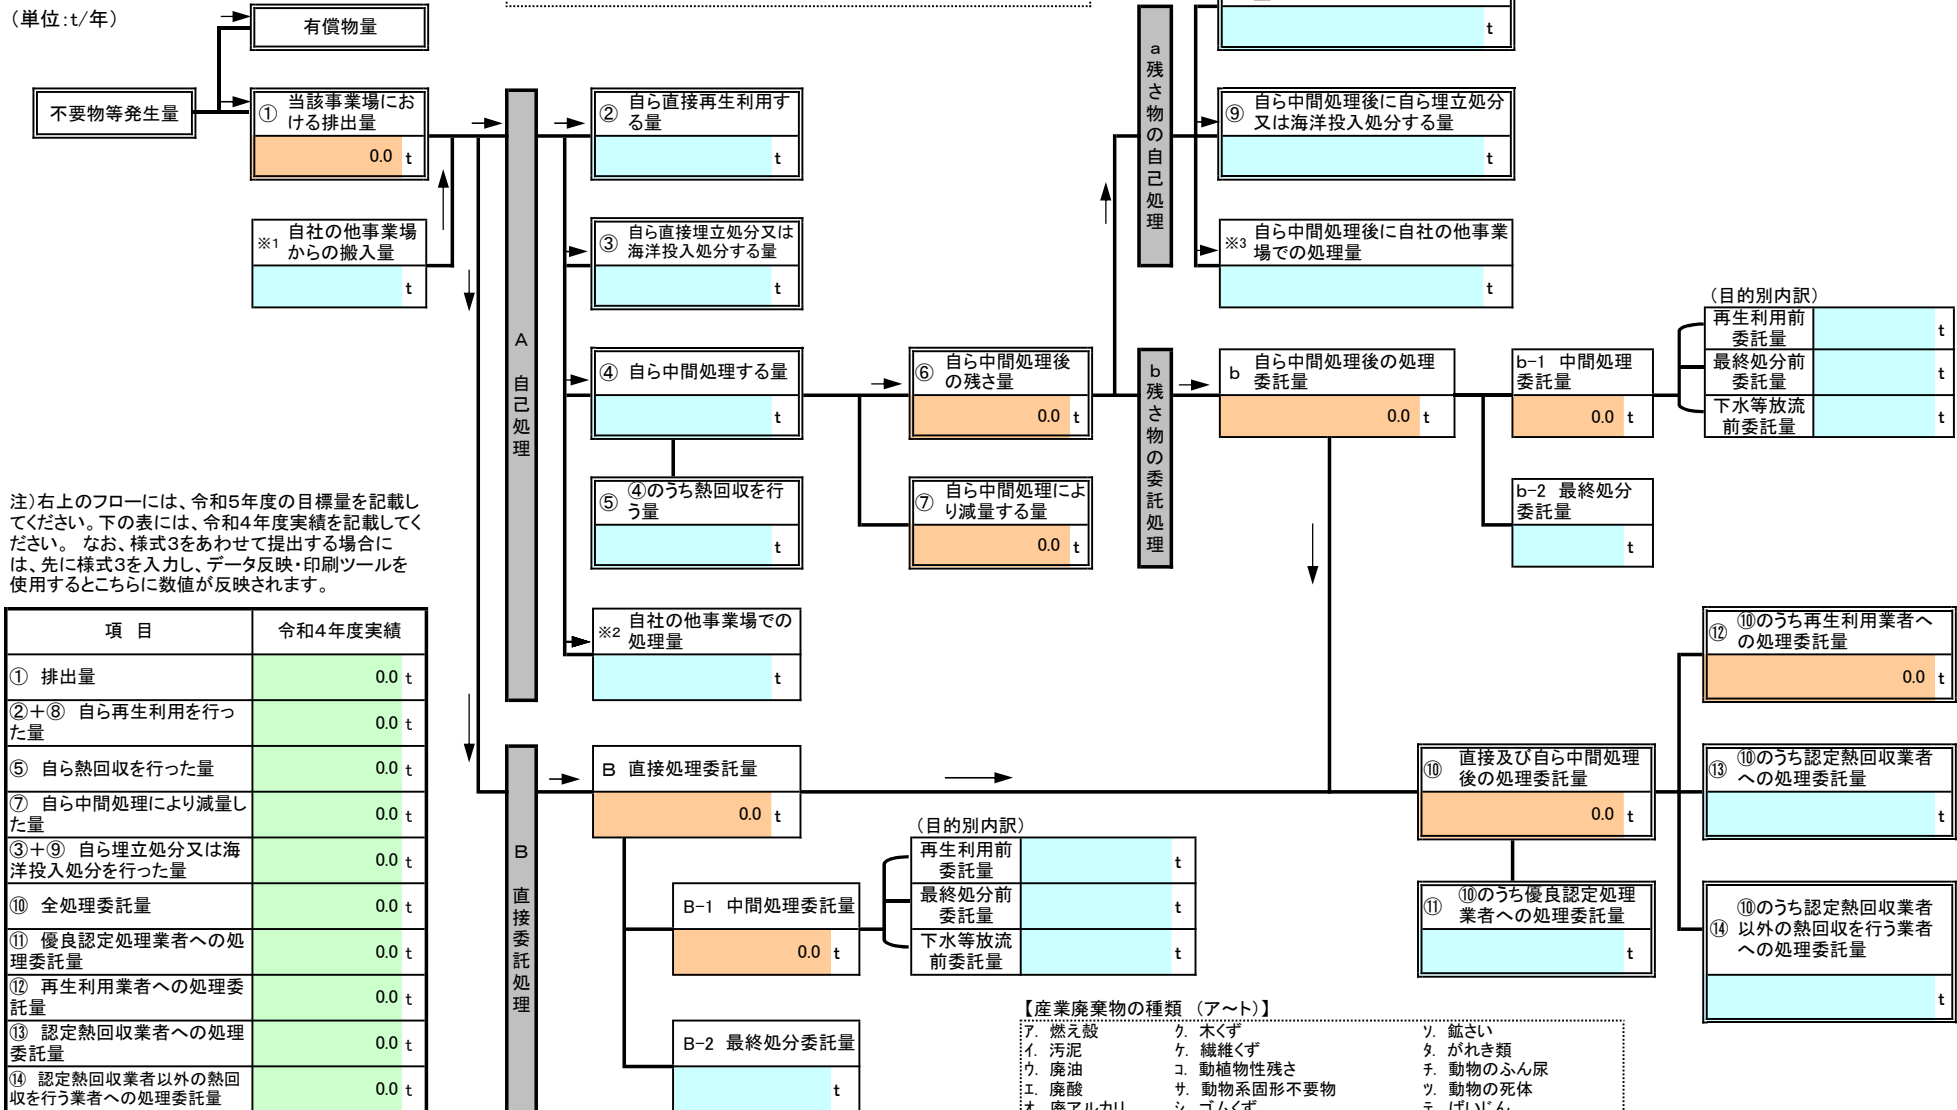 （単位：t/年）
有償物量
不要物等発生量
① 当該事業場にお
ける排出量
0.0 t
※1 自社の他事業場
からの搬入量
t
A 自己処理
② 自ら直接再生利用す
る量
t
③ 自ら直接埋立処分又は
海洋投入処分する量
t
④ 自ら中間処理する量
t
⑤ ④のうち熱回収を行
う量
t
※2 自社の他事業場での
処理量
t
⑥ 自ら中間処理後
の残さ量
0.0 t
⑦ 自ら中間処理によ
り減量する量
0.0 t
a 残さ物の自己処理
t
⑨ 自ら中間処理後に自ら埋立処分
又は海洋投入処分する量
t
※3 自ら中間処理後に自社の他事業
場での処理量
t
b 残さ物の委託処理
b 自ら中間処理後の処理
委託量
0.0 t
b-1 中間処理
委託量
0.0 t
（目的別内訳）
再生利用前
委託量
t
最終処分前
委託量
t
下水等放流
前委託量
t
b-2 最終処分
委託量
t
注）右上のフローには、令和５年度の目標量を記載し
てください。下の表には、令和４年度実績を記載してく
ださい。 なお、様式３をあわせて提出する場合に
は、先に様式３を入力し、データ反映・印刷ツールを
使用するとこちらに数値が反映されます。
項 目 令和４年度実績
① 排出量 0.0 t
②＋⑧ 自ら再生利用を行っ
た量 0.0 t
⑤ 自ら熱回収を行った量 0.0 t
⑦ 自ら中間処理により減量し
た量 0.0 t
③＋⑨ 自ら埋立処分又は海
洋投入処分を行った量 0.0 t
⑩ 全処理委託量 0.0 t
⑪ 優良認定処理業者への処
理委託量 0.0 t
⑫ 再生利用業者への処理委
託量 0.0 t
⑬ 認定熱回収業者への処理
委託量 0.0 t
⑭ 認定熱回収業者以外の熱回
収を行う業者への処理委託量 0.0 t
B 直接委託処理
B 直接処理委託量
0.0 t
B-1 中間処理委託量
0.0 t
（目的別内訳）
再生利用前
委託量
t
最終処分前
委託量
t
下水等放流
前委託量
t
B-2 最終処分委託量
t
⑩ 直接及び自ら中間処理
後の処理委託量
0.0 t
⑪ ⑩のうち優良認定処理
業者への処理委託量
t
⑫ ⑩のうち再生利用業者へ
の処理委託量
0.0 t
⑬ ⑩のうち認定熱回収業者
への処理委託量
t
⑭ ⑩のうち認定熱回収業者
以外の熱回収を行う業者
への処理委託量
t
【産業廃棄物の種類 （ア～ト）】
ア. 燃え殻 ク. 木くず ソ. 鉱さい
イ. 汚泥 ケ. 繊維くず タ. がれき類
ウ. 廃油 コ. 動植物性残さ チ. 動物のふん尿
エ. 廃酸 サ. 動物系固形不要物 ツ. 動物の死体
オ. 廃アルカリ シ. ゴムくず テ. ばいじん